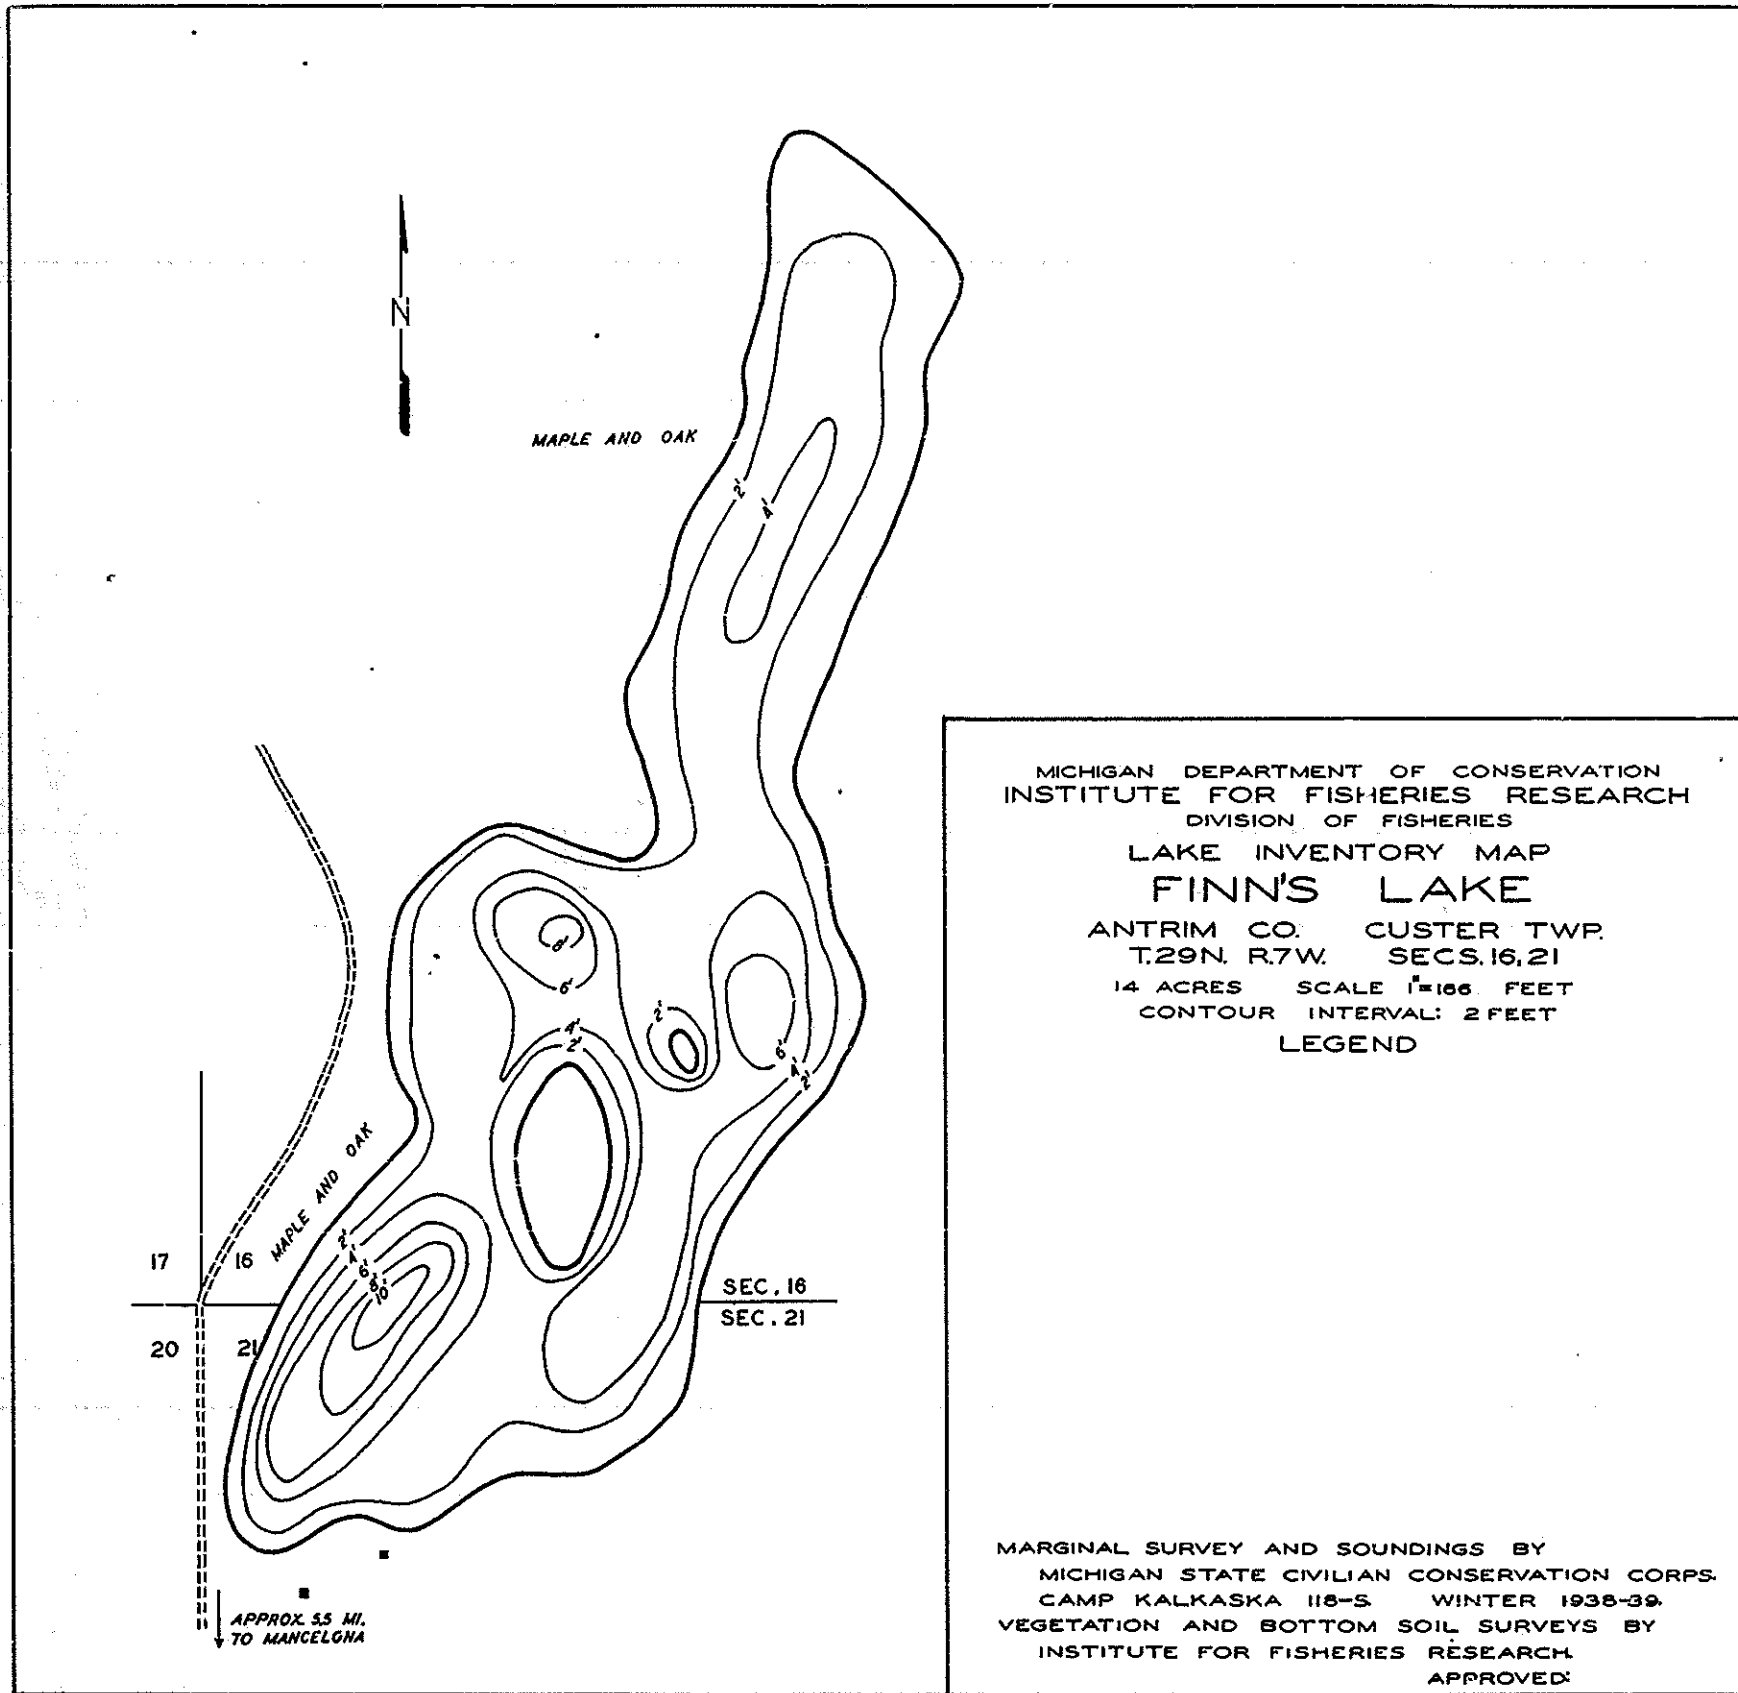 N
MAPLE AND OAK
2'
4'
8'
6'
4'
2'
2'
6'
4'
2'
MAPLE AND OAK
2'
4'
6'
8'
10'
17 16
20 21
SEC. 16
SEC. 21
APPROX. 5.5 MI.
TO MANCELONA
MICHIGAN DEPARTMENT OF CONSERVATION
INSTITUTE FOR FISHERIES RESEARCH
DIVISION OF FISHERIES
LAKE INVENTORY MAP
FINN'S LAKE
ANTRIM CO. CUSTER TWP.
T.29N. R.7W. SECS. 16, 21
14 ACRES SCALE 1"=166 FEET
CONTOUR INTERVAL: 2 FEET
LEGEND
MARGINAL SURVEY AND SOUNDINGS BY
MICHIGAN STATE CIVILIAN CONSERVATION CORPS.
CAMP KALKASKA 118-S WINTER 1938-39.
VEGETATION AND BOTTOM SOIL SURVEYS BY
INSTITUTE FOR FISHERIES RESEARCH.
APPROVED: